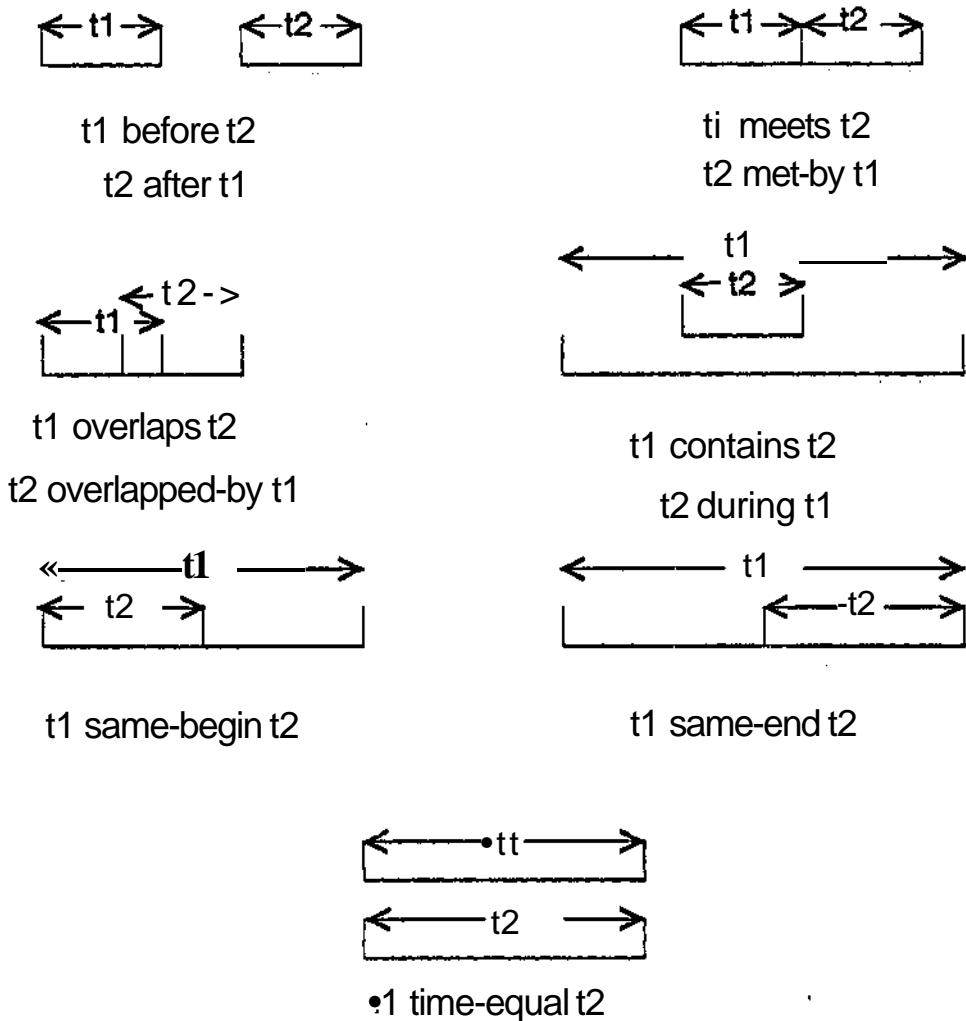 t1
t2
t1 before t2
t2 after t1
t1
t2
ti meets t2
t2 met-by t1
t2->
t1
t1 overlaps t2
t2 overlapped-by t1
t1
t2
t1 contains t2
t2 during t1
t1
t2
t1 same-begin t2
t1
-t2
t1 same-end t2
•tt
t2
•1 time-equal t2